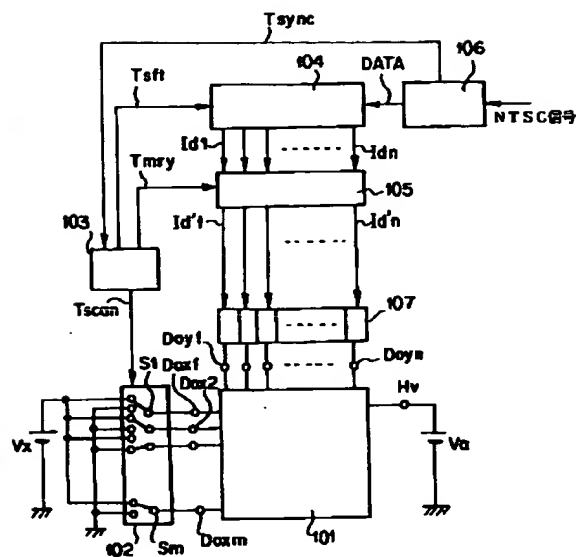 Tsync
104
DATA
106
Tsft
NTSC信号
Id1
Idn
Tmry
105
103
Id'1
Id'n
Tscan
107
Doy1
Doyn
S1
Dox1
Dox2
Hv
Vx
Va
102
Sm
Doxm
101